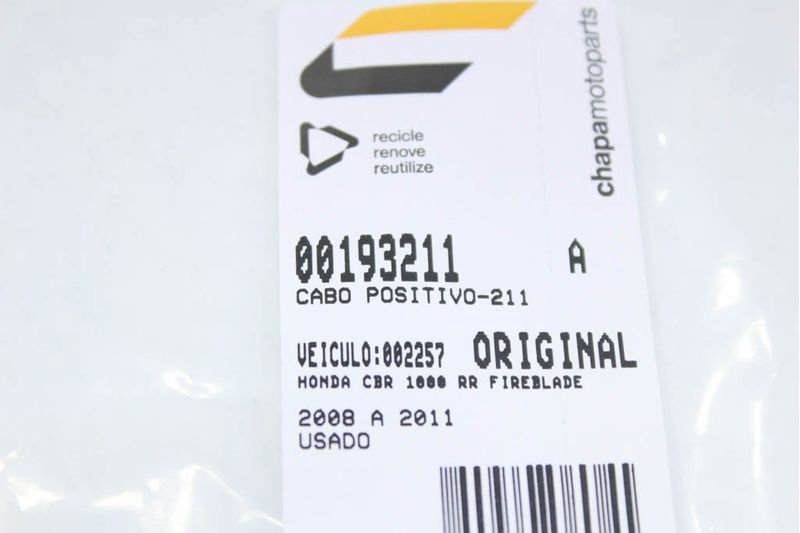 chapamotoparts
recicle
renove
reutilize
00193211 A
CABO POSITIVO-211
VEICULO:002257 ORIGINAL
HONDA CBR 1000 RR FIREBLADE
2008 A 2011
USADO